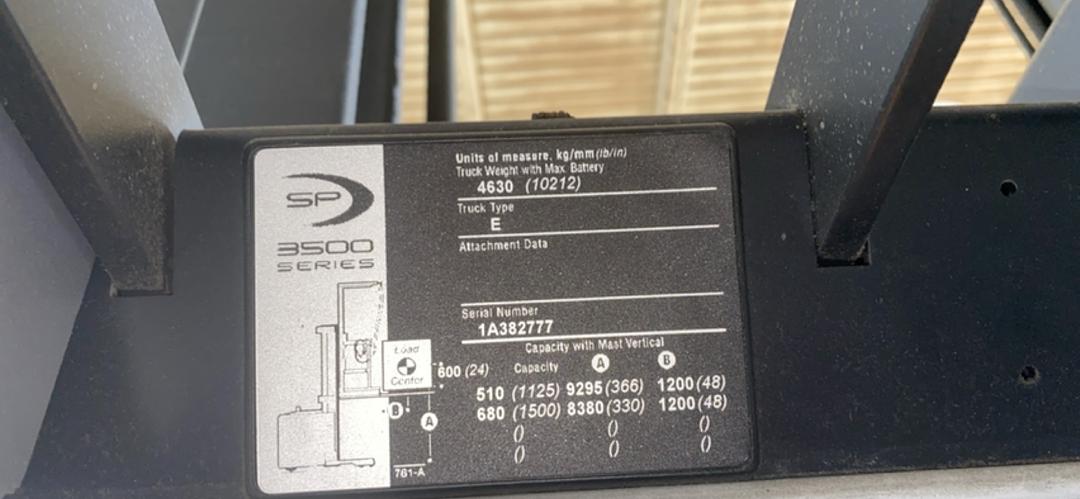 SP
3500
SERIES
Units of measure, kg/mm (lb/in)
Truck Weight with Max. Battery
4630 (10212)
Truck Type
E
Attachment Data
Serial Number
1A382777
Capacity with Mast Vertical
Load
Center
600 (24) Capacity A B
510 (1125) 9295 (366) 1200 (48)
680 (1500) 8380 (330) 1200 (48)
() () ()
() () ()
B
A
761-A